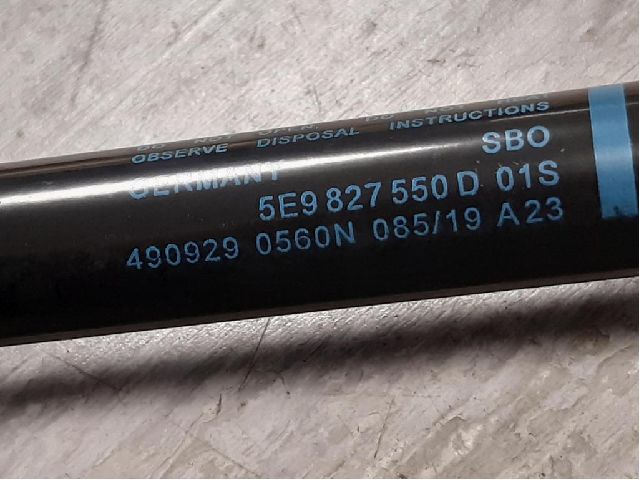 OBSERVE DISPOSAL INSTRUCTIONS
GERMANY SBO
5E9 827 550 D 01S
490929 0560N 085/19 A23